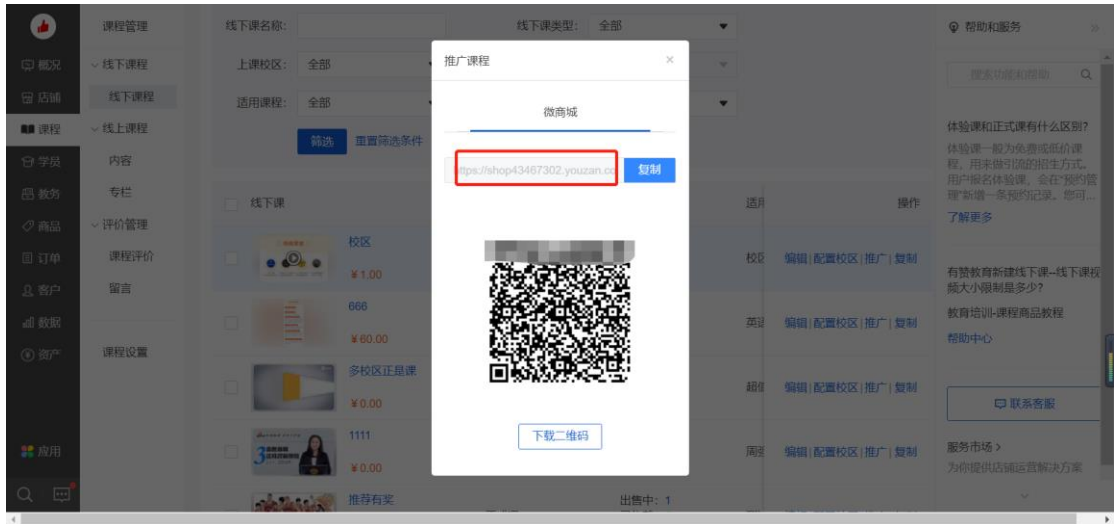 课程管理
线下课名称:
线下课类型: 全部
帮助和服务
推广课程
概况
线下课程
上课校区: 全部
搜索功能和帮助
店铺
线下课程
适用课程: 全部
微商城
课程
线上课程
体验课和正式课有什么区别?
筛选 重置筛选条件
体验课一般为免费或低价课
程，用来做引流的招生方式。
用户报名体验课，会在"预约管
理"新增一条预约记录。您可...
了解更多
学员
内容
https://shop43467302.youzan.co
复制
教务
专栏
线下课
适用
操作
商品
评价管理
校区
¥1.00
校区
编辑|配置校区|推广|复制
订单
课程评价
有赞教育新建线下课–线下课视
频大小限制是多少?
客户
留言
666
¥60.00
英语
编辑|配置校区|推广|复制
教育培训-课程商品教程
数据
帮助中心
资产
课程设置
多校区正是课
¥0.00
超值
编辑|配置校区|推广|复制
联系客服
下载二维码
应用
1111
¥0.00
编辑|配置校区|推广|复制
服务市场
为你提供店铺运营解决方案
推荐有奖
出售中: 1